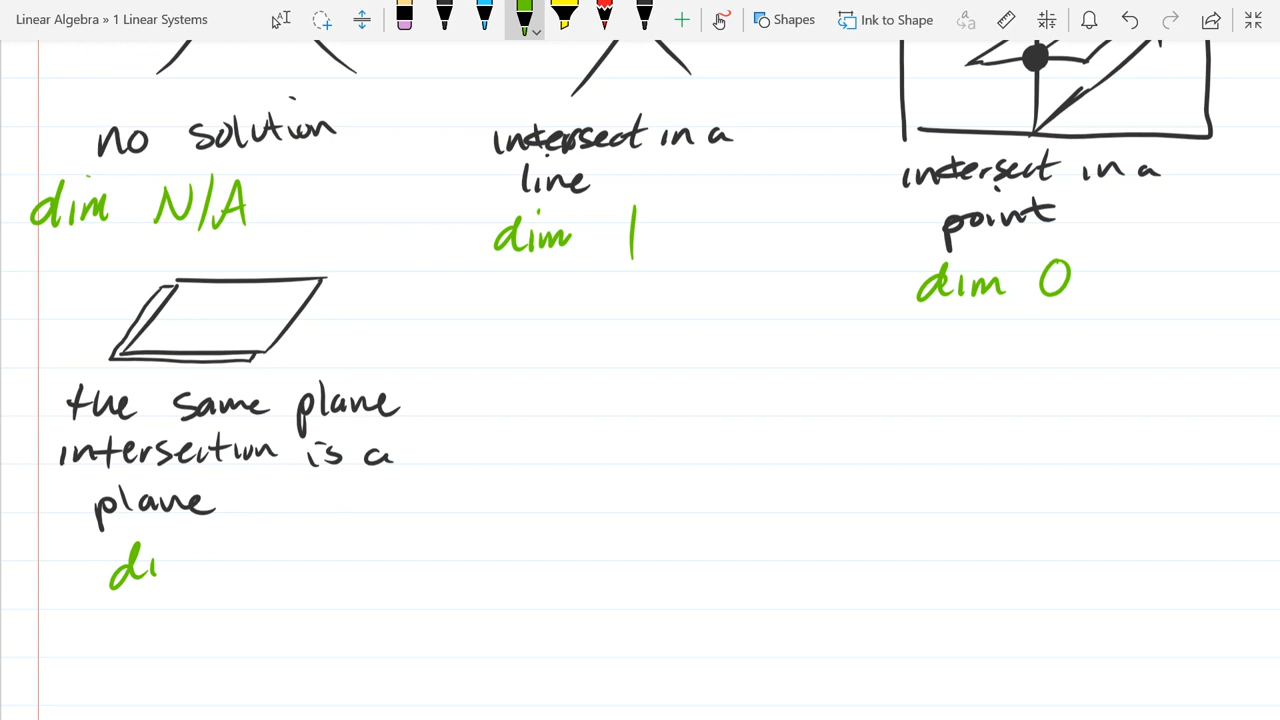 Linear Algebra » 1 Linear Systems
Shapes
Ink to Shape
no solution
dim N/A
intersect in a
line
dim 1
intersect in a
point
dim 0
the same plane
intersection is a
plane
di